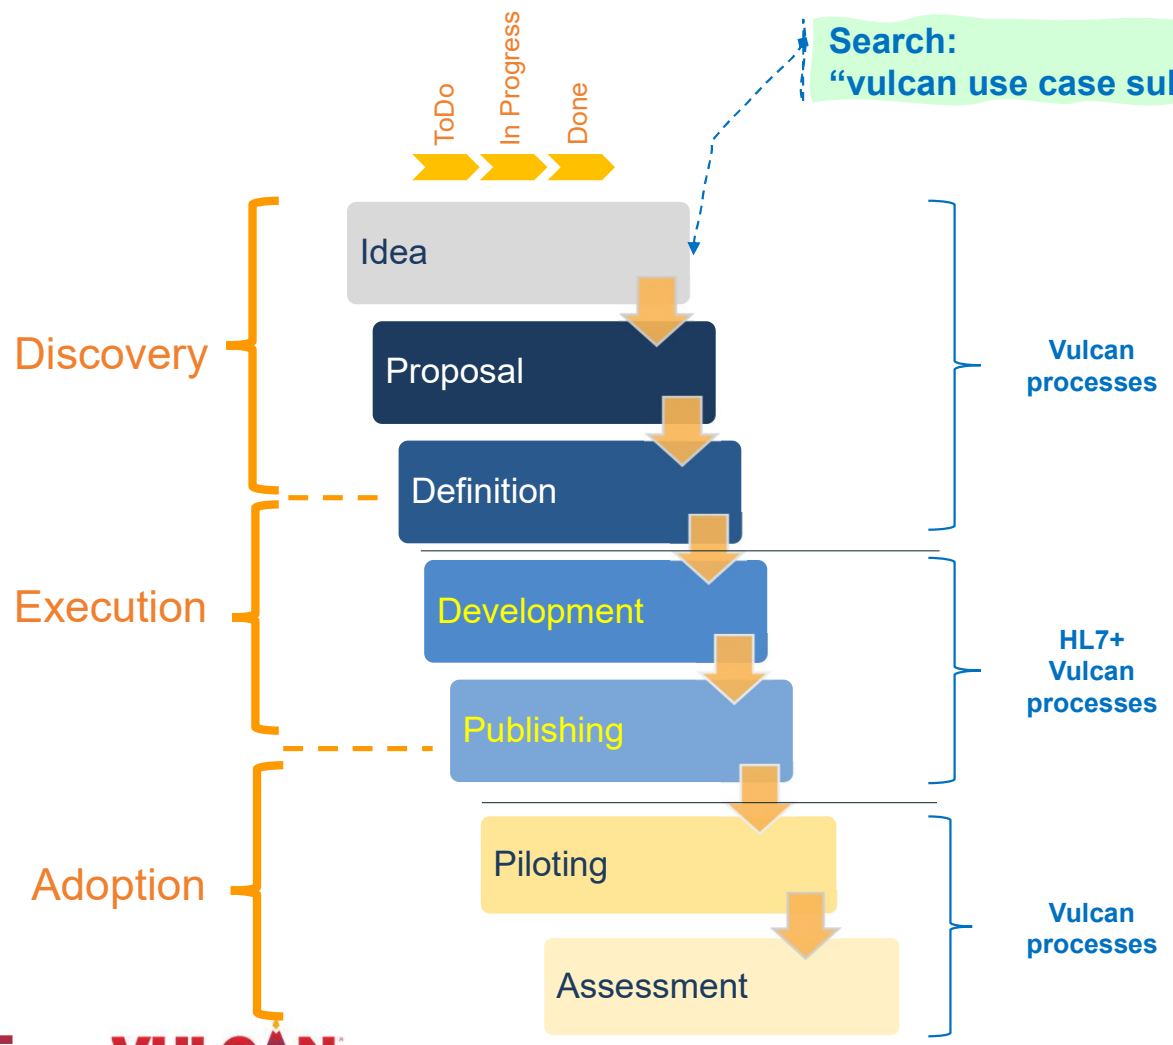 ToDo
In Progress
Done
Search:
“vulcan use case
Idea
Proposal
Definition
Development
Publishing
Piloting
Assessment
Discovery
Execution
Adoption
Vulcan
processes
HL7+
Vulcan
processes
Vulcan
processes
VULCAN